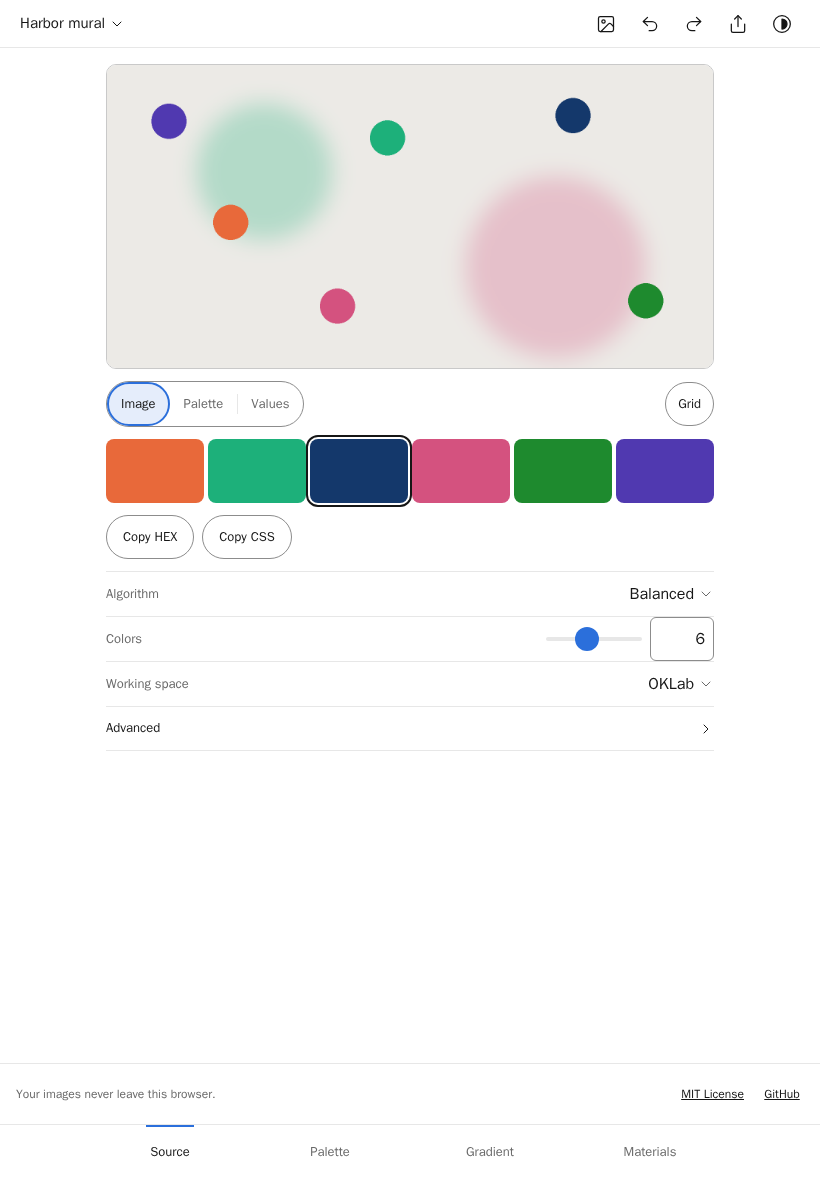 Harbor mural
Image Palette Values Grid
Copy HEX Copy CSS
Algorithm Balanced
Colors 6
Working space OKLab
Advanced
Your images never leave this browser. MIT License GitHub
Source Palette Gradient Materials